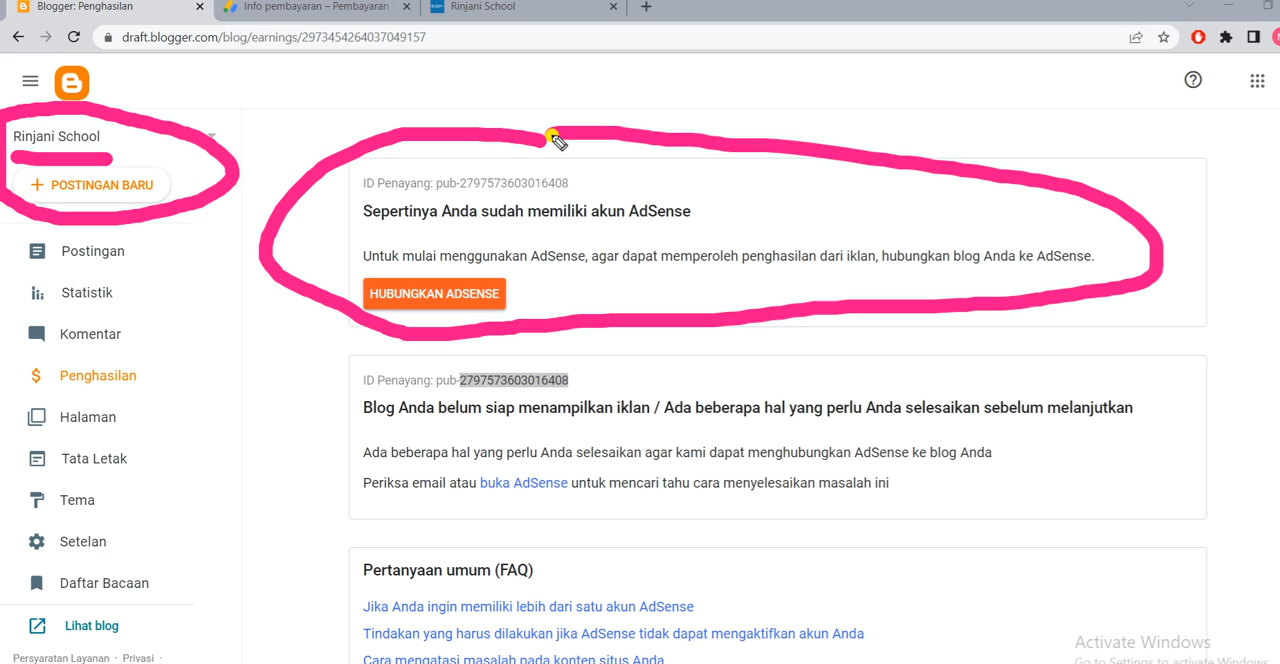 Blogger: Penghasilan
Info pembayaran – Pembayaran
Rinjani School
draft.blogger.com/blog/earnings/2973454264037049157
Rinjani School
POSTINGAN BARU
Postingan
Statistik
Komentar
Penghasilan
Halaman
Tata Letak
Tema
Setelan
Daftar Bacaan
Lihat blog
Persyaratan Layanan · Privasi ·
ID Penayang: pub-2797573603016408
Sepertinya Anda sudah memiliki akun AdSense
Untuk mulai menggunakan AdSense, agar dapat memperoleh penghasilan dari iklan, hubungkan blog Anda ke AdSense.
HUBUNGKAN ADSENSE
ID Penayang: pub-2797573603016408
Blog Anda belum siap menampilkan iklan / Ada beberapa hal yang perlu Anda selesaikan sebelum melanjutkan
Ada beberapa hal yang perlu Anda selesaikan agar kami dapat menghubungkan AdSense ke blog Anda
Periksa email atau buka AdSense untuk mencari tahu cara menyelesaikan masalah ini
Pertanyaan umum (FAQ)
Jika Anda ingin memiliki lebih dari satu akun AdSense
Tindakan yang harus dilakukan jika AdSense tidak dapat mengaktifkan akun Anda
Cara mengatasi masalah pada konten situs Anda
Activate Windows
Go to Settings to activate Windows.